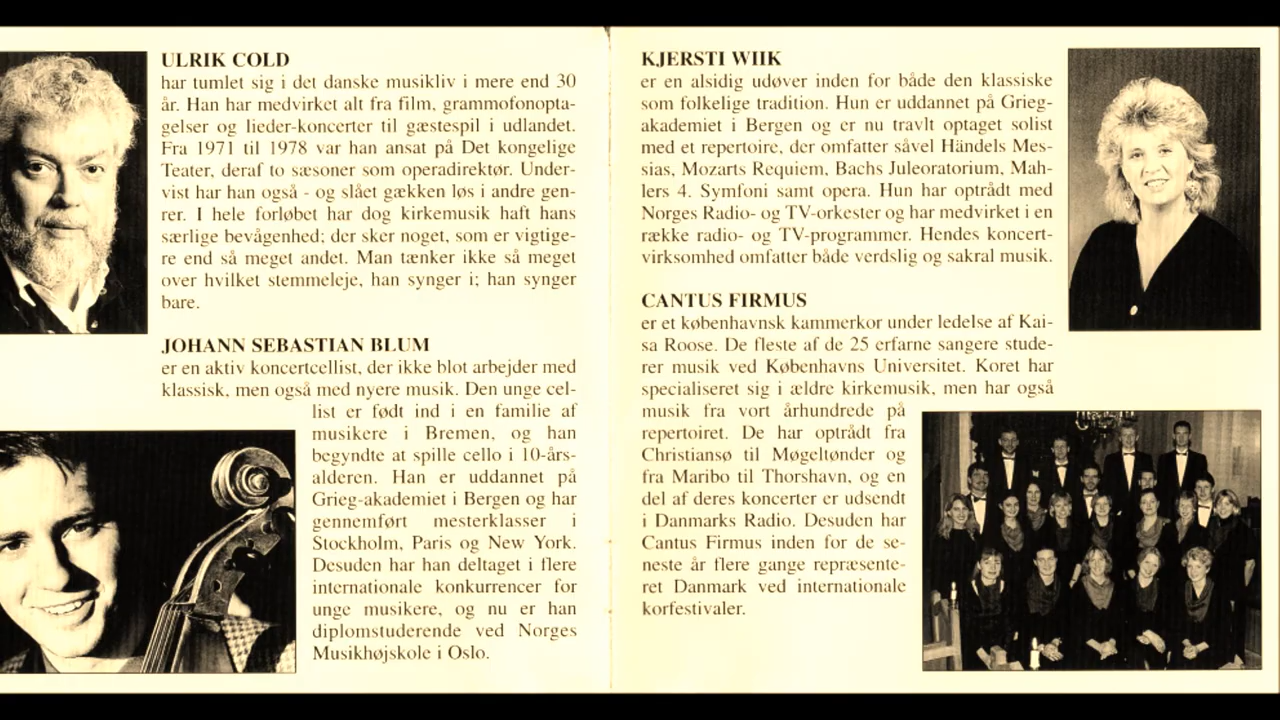 ULRIK COLD
har tumlet sig i det danske musikliv i mere end 30
år. Han har medvirket alt fra film, grammofonopta-
gelser og lieder-koncerter til gæstespil i udlandet.
Fra 1971 til 1978 var han ansat på Det kongelige
Teater, deraf to sæsoner som operadirektør. Under-
vist har han også - og slået gækken løs i andre gen-
rer. I hele forløbet har dog kirkemusik haft hans
særlige bevågenhed; der sker noget, som er vigtige-
re end så meget andet. Man tænker ikke så meget
over hvilket stemmeleje, han synger i; han synger
bare.
JOHANN SEBASTIAN BLUM
er en aktiv koncertcellist, der ikke blot arbejder med
klassisk, men også med nyere musik. Den unge cel-
list er født ind i en familie af
musikere i Bremen, og han
begyndte at spille cello i 10-års-
alderen. Han er uddannet på
Grieg-akademiet i Bergen og har
gennemført mesterklasser i
Stockholm, Paris og New York.
Desuden har han deltaget i flere
internationale konkurrencer for
unge musikere, og nu er han
diplomstuderende ved Norges
Musikhøjskole i Oslo.
KJERSTI WIIK
er en alsidig udøver inden for både den klassiske
som folkelige tradition. Hun er uddannet på Grieg-
akademiet i Bergen og er nu travlt optaget solist
med et repertoire, der omfatter såvel Händels Mes-
sias, Mozarts Requiem, Bachs Juleoratorium, Mah-
lers 4. Symfoni samt opera. Hun har optrådt med
Norges Radio- og TV-orkester og har medvirket i en
række radio- og TV-programmer. Hendes koncert-
virksomhed omfatter både verdslig og sakral musik.
CANTUS FIRMUS
er et københavnsk kammerkor under ledelse af Kai-
sa Roose. De fleste af de 25 erfarne sangere stude-
rer musik ved Københavns Universitet. Koret har
specialiseret sig i ældre kirkemusik, men har også
musik fra vort århundrede på
repertoiret. De har optrådt fra
Christiansø til Møgeltønder og
fra Maribo til Thorshavn, og en
del af deres koncerter er udsendt
i Danmarks Radio. Desuden har
Cantus Firmus inden for de se-
neste år flere gange repræsente-
ret Danmark ved internationale
korfestivaler.